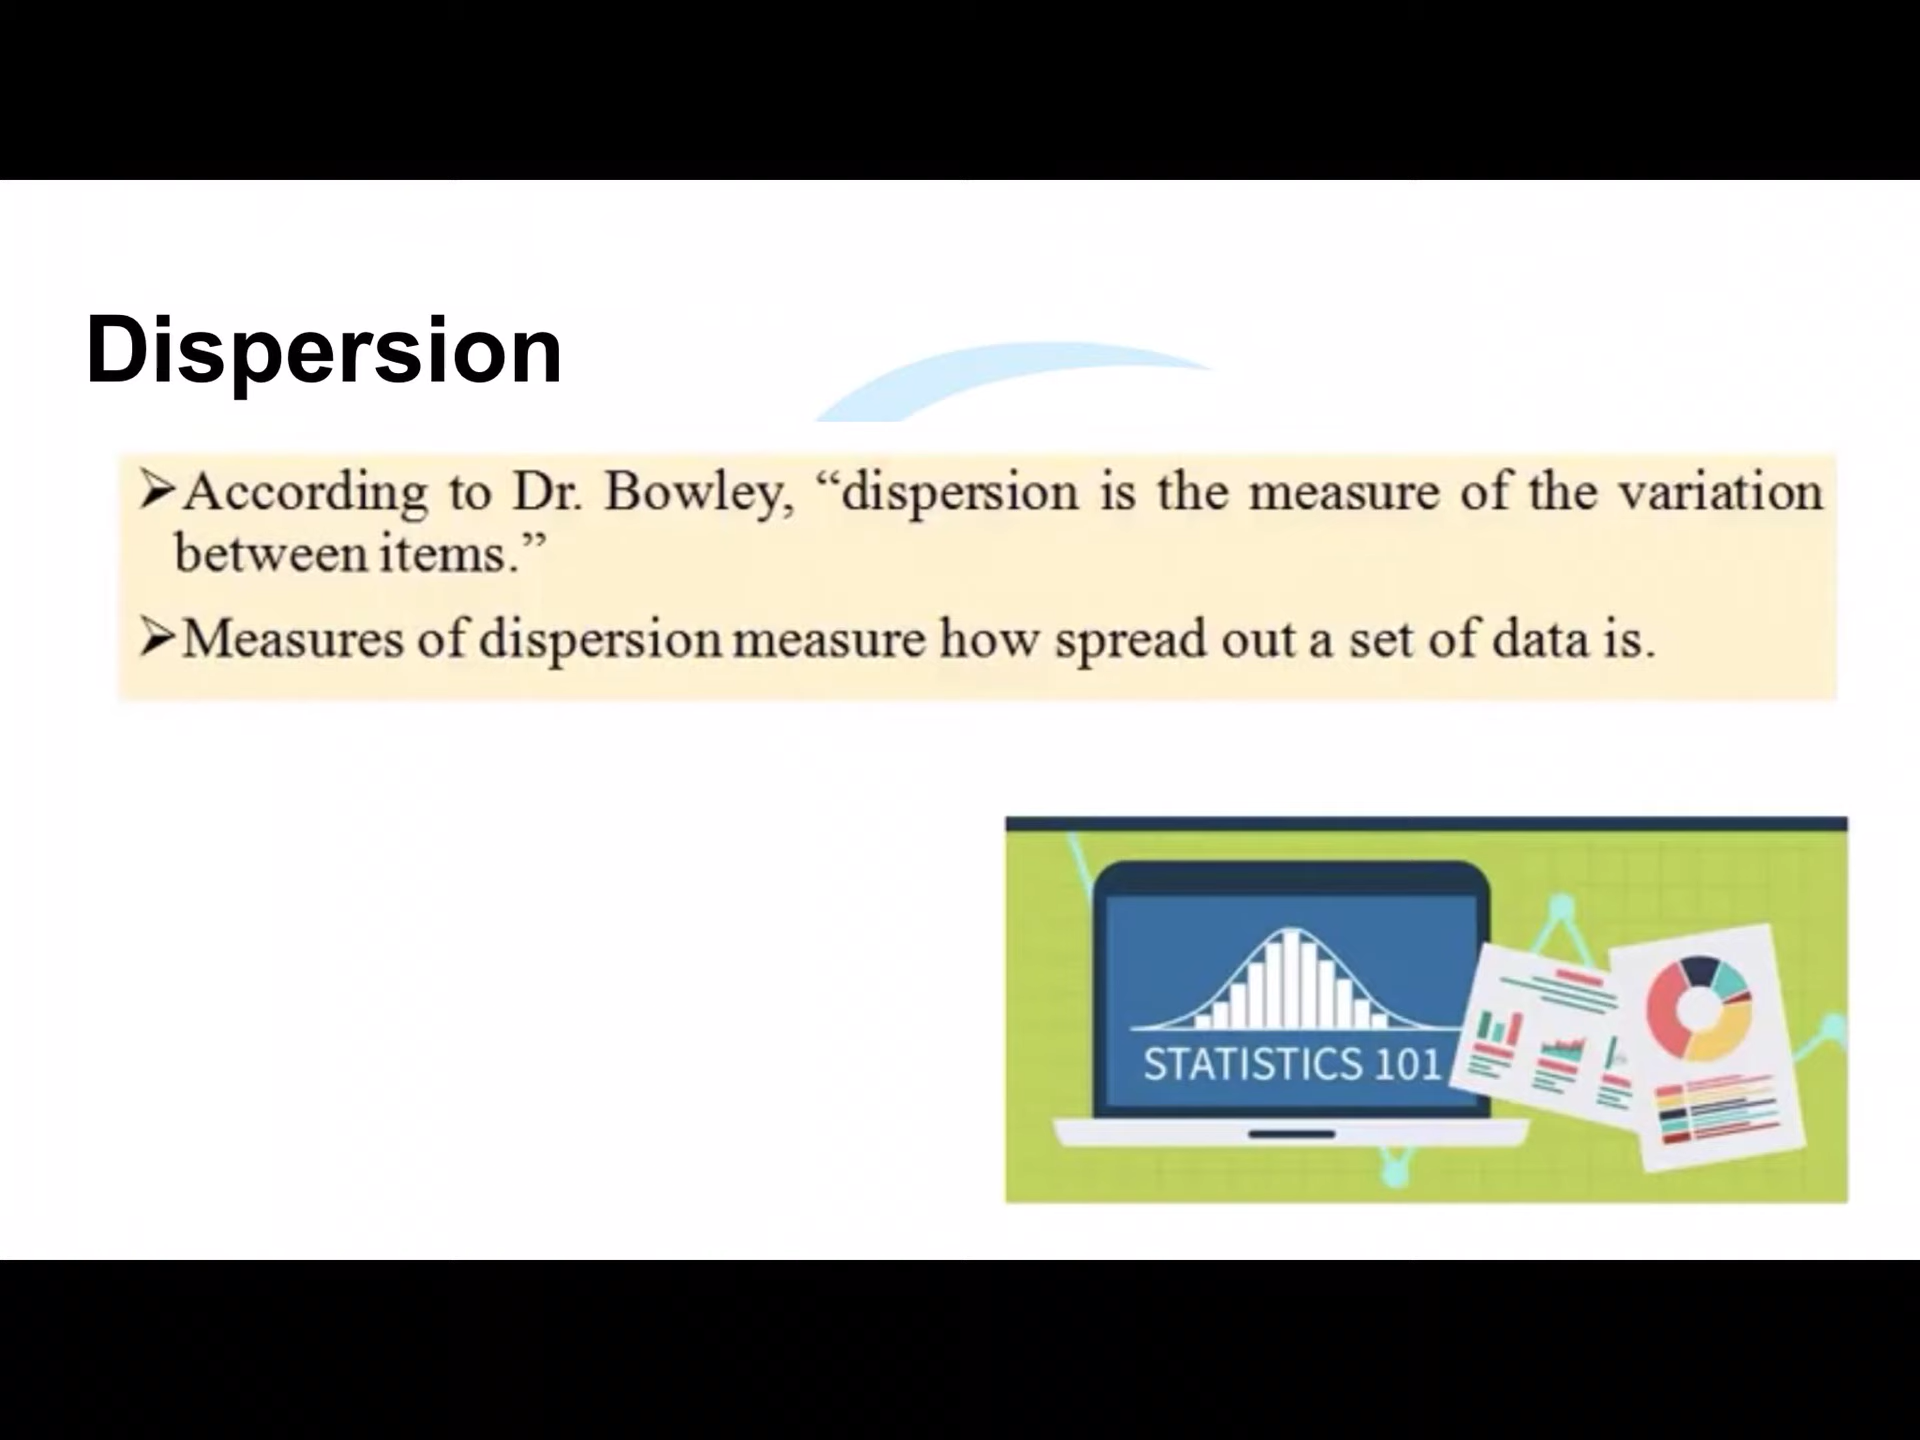 Dispersion
➢According to Dr. Bowley, “dispersion is the measure of the variation
between items.”
➢Measures of dispersion measure how spread out a set of data is.
STATISTICS 101